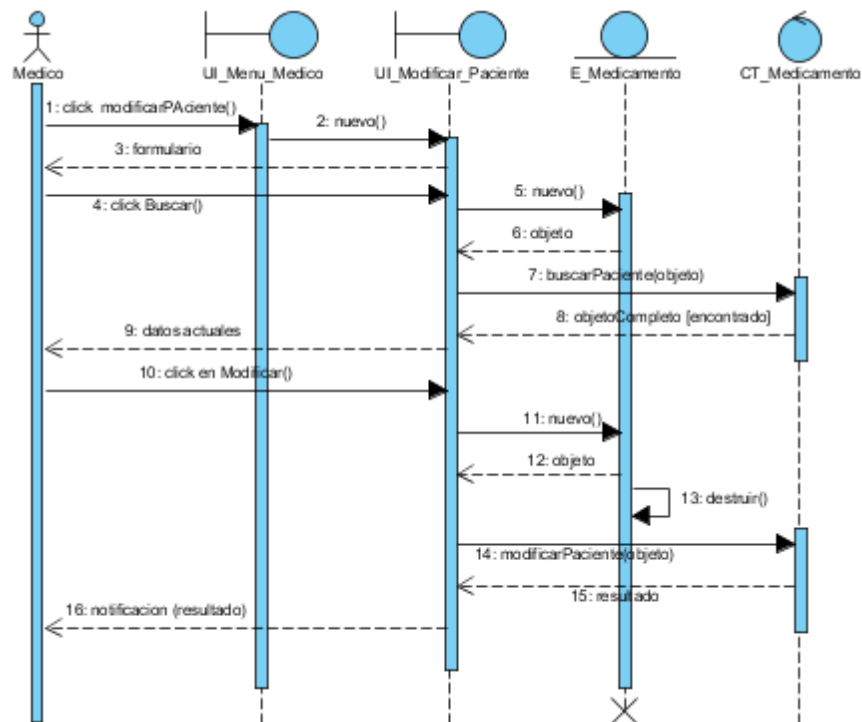 Medico
UI_Menu_Medico
UI_Modificar_Paciente
E_Medicamento
CT_Medicamento
1: click modificarPAciente()
2: nuevo()
3: formulario
4: click Buscar()
5: nuevo()
6: objeto
7: buscarPaciente(objeto)
8: objetoCompleto [encontrado]
9: datos actuales
10: click en Modificar()
11: nuevo()
12: objeto
13: destruir()
14: modificarPaciente(objeto)
15: resultado
16: notificacion (resultado)